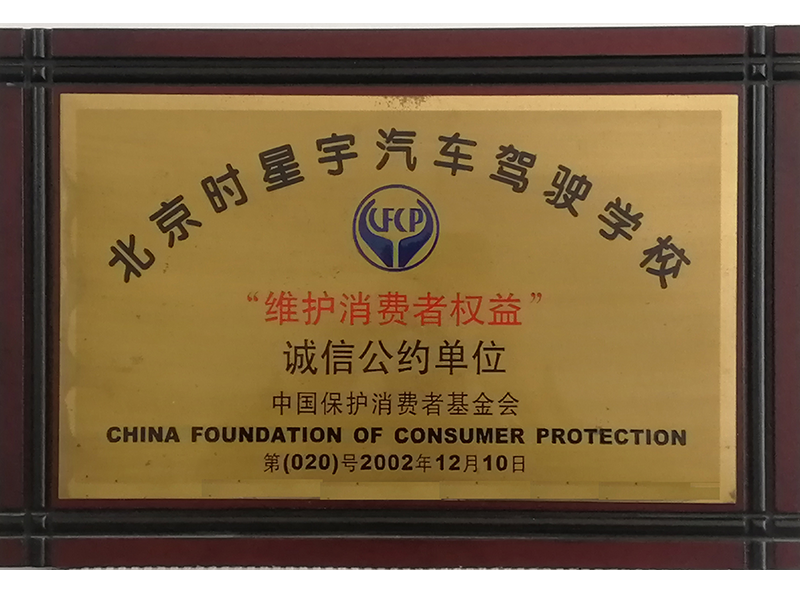 北京时星宇汽车驾驶学校
CFCP
“维护消费者权益”
诚信公约单位
中国保护消费者基金会
CHINA FOUNDATION OF CONSUMER PROTECTION
第(020)号2002年12月10日